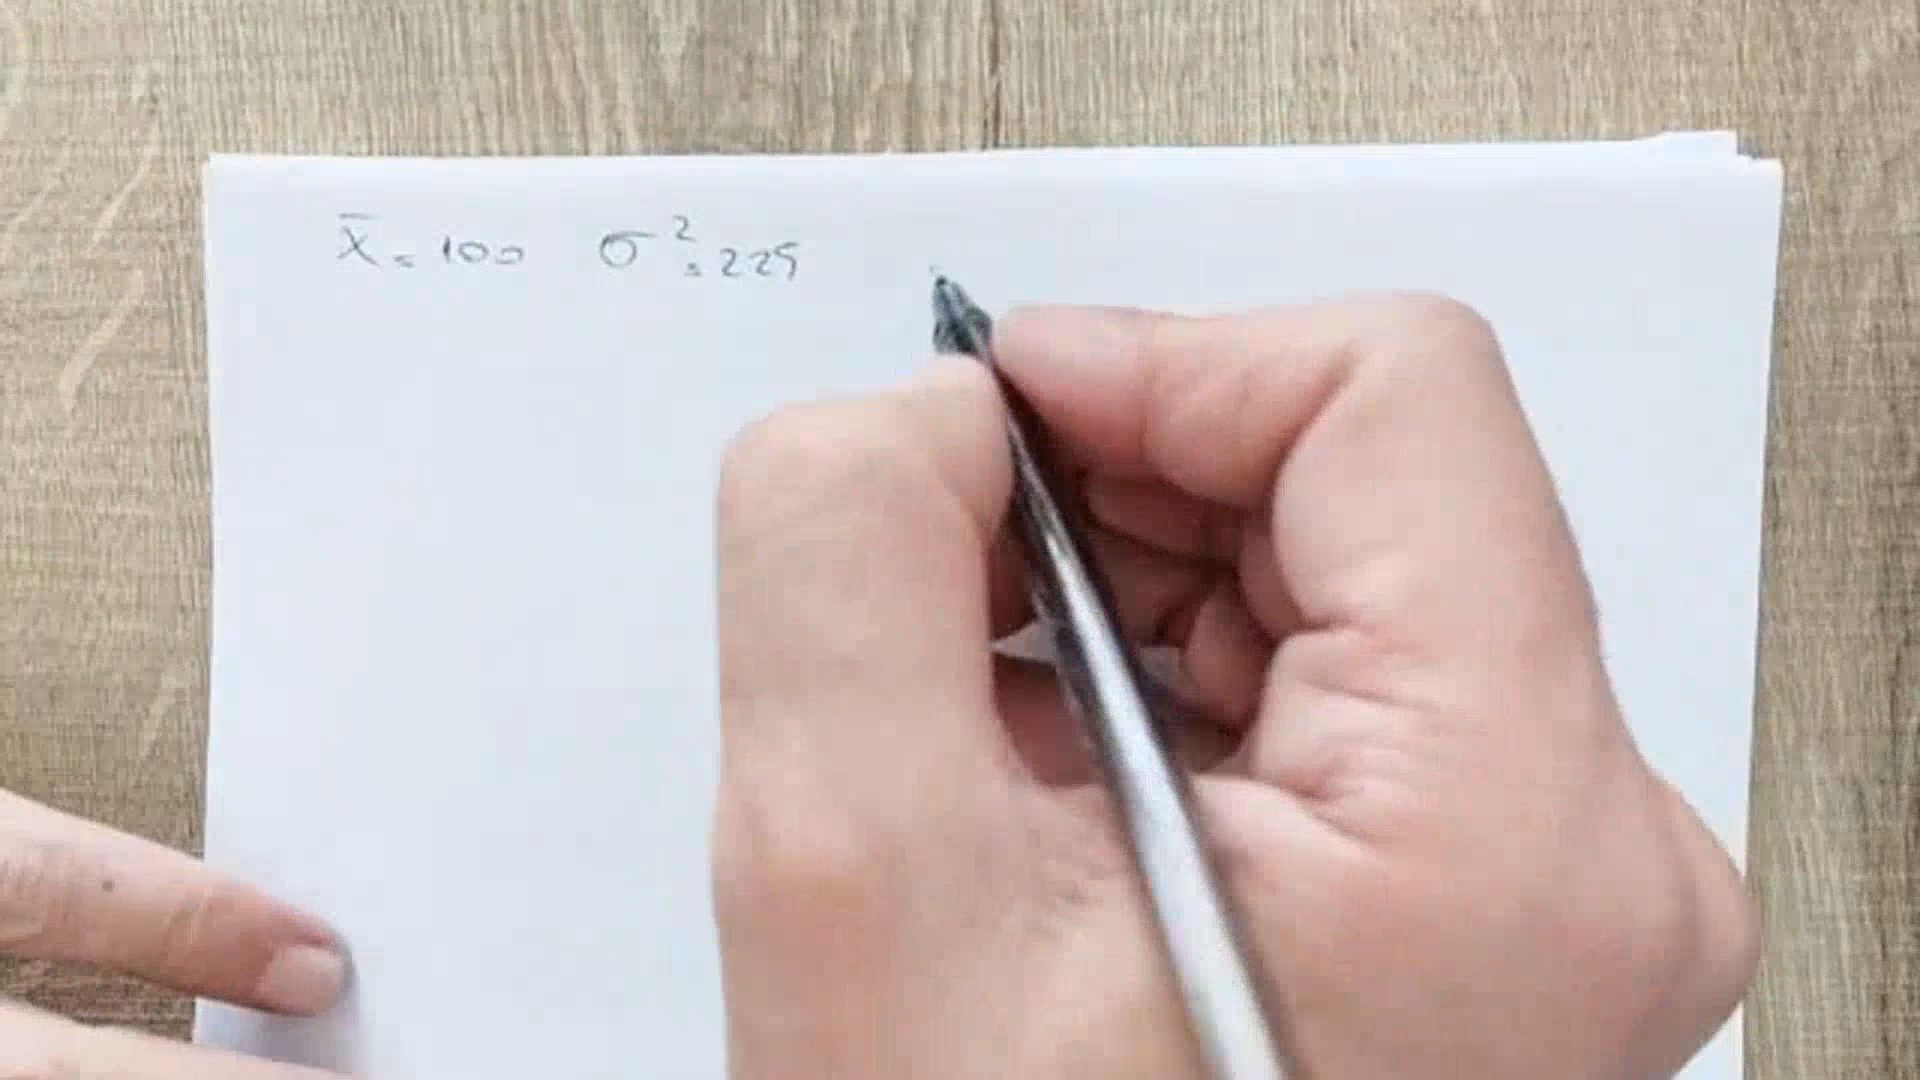 x̄ = 100 σ² = 225